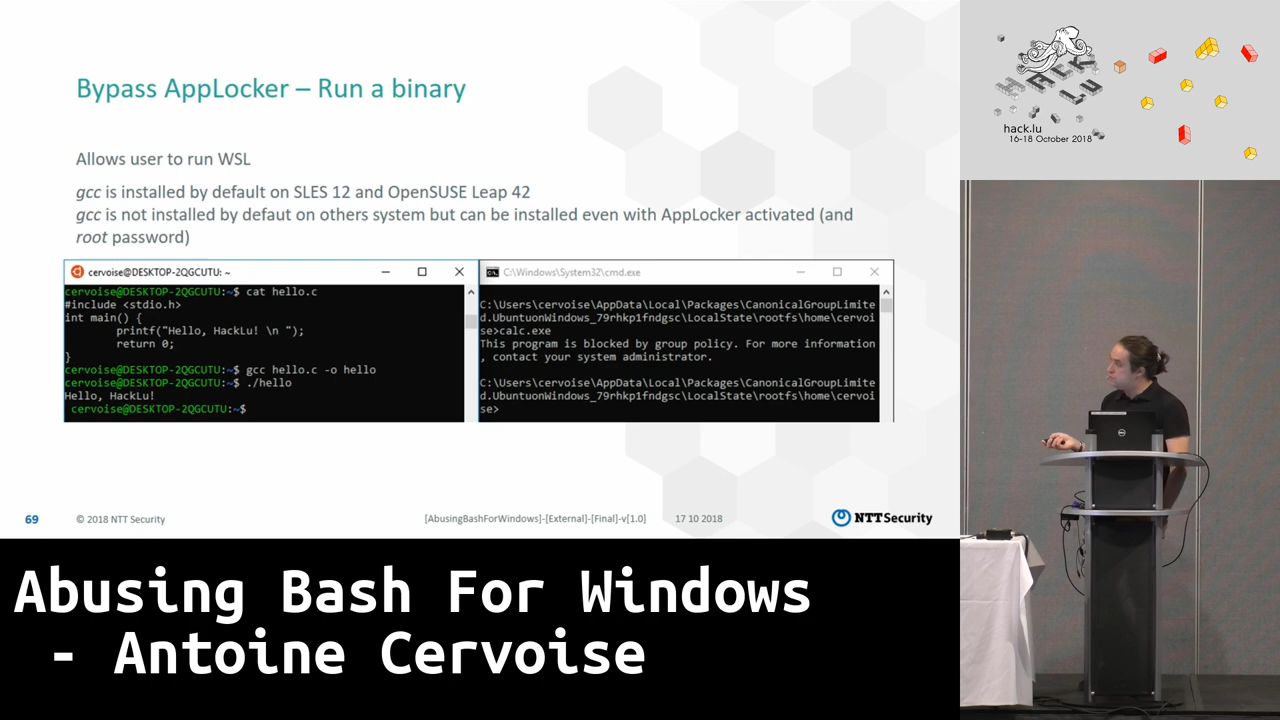 Bypass AppLocker – Run a binary
Allows user to run WSL
gcc is installed by default on SLES 12 and OpenSUSE Leap 42
gcc is not installed by defaut on others system but can be installed even with AppLocker activated (and
root password)
cervoise@DESKTOP-2QGCUTU: ~
cervoise@DESKTOP-2QGCUTU:~$ cat hello.c
#include <stdio.h>
int main() {
printf("Hello, HackLu! \n ");
return 0;
}
cervoise@DESKTOP-2QGCUTU:~$ gcc hello.c -o hello
cervoise@DESKTOP-2QGCUTU:~$ ./hello
Hello, HackLu!
cervoise@DESKTOP-2QGCUTU:~$
C:\Windows\System32\cmd.exe
C:\Users\cervoise\AppData\Local\Packages\CanonicalGroupLimite
d.UbuntuonWindows_79rhkp1fndgsc\LocalState\rootfs\home\cervoi
se>calc.exe
This program is blocked by group policy. For more information
, contact your system administrator.
C:\Users\cervoise\AppData\Local\Packages\CanonicalGroupLimite
d.UbuntuonWindows_79rhkp1fndgsc\LocalState\rootfs\home\cervoi
se>
69
© 2018 NTT Security
[AbusingBashForWindows]-[External]-[Final]-v[1.0]
17 10 2018
NTT Security
HACK
LU
hack.lu
16-18 October 2018
DELL
Abusing Bash For Windows
- Antoine Cervoise